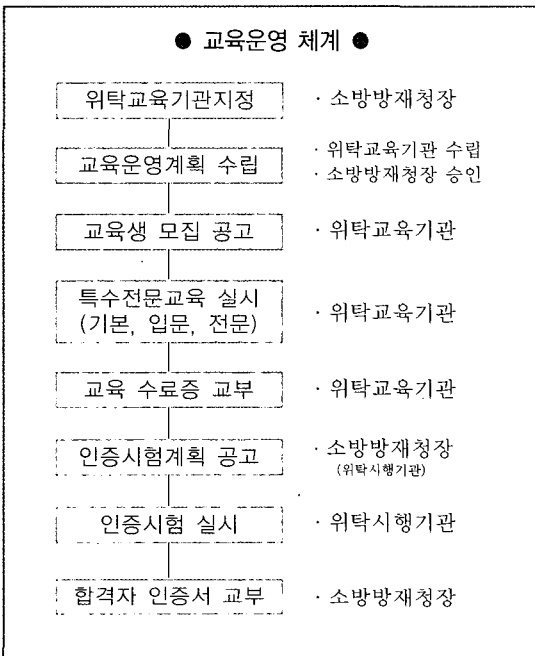 ● 교육운영 체계 ●
위탁교육기관지정 · 소방방재청장
교육운영계획 수립 · 위탁교육기관 수립
· 소방방재청장 승인
교육생 모집 공고 · 위탁교육기관
특수전문교육 실시
(기본, 입문, 전문) · 위탁교육기관
교육 수료증 교부 · 위탁교육기관
인증시험계획 공고 · 소방방재청장
(위탁시행기관)
인증시험 실시 · 위탁시행기관
합격자 인증서 교부 · 소방방재청장